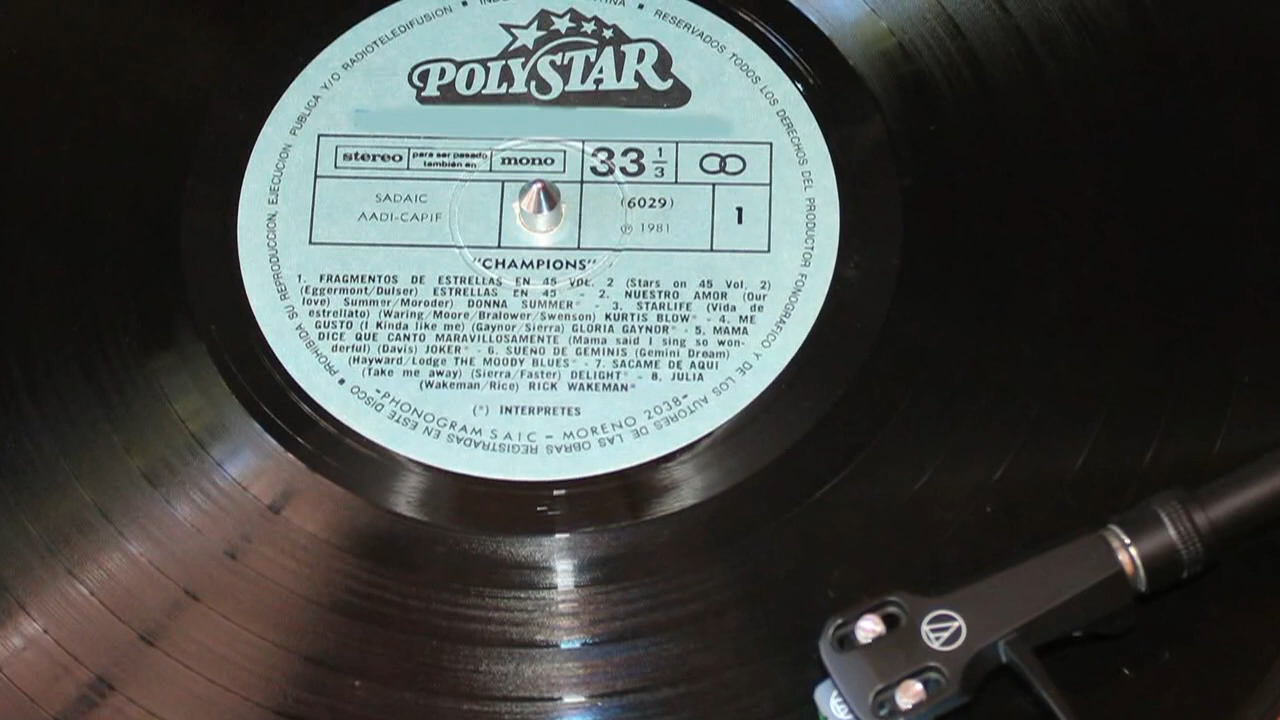 POLYSTAR
stereo
para ser pasado
también en
mono
33 1/3
SADAIC
AADI-CAPIF
(6029)
℗ 1981
1
"CHAMPIONS"
1. FRAGMENTOS DE ESTRELLAS EN 45 VOL. 2 (Stars on 45 Vol. 2)
(Eggermont/Dulser) ESTRELLAS EN 45 - 2. NUESTRO AMOR (Our
love) Summer/Moroder) DONNA SUMMER* - 3. STARLIFE (Vida de
estrellato) (Waring/Moore/Bralower/Swenson) KURTIS BLOW* - 4. ME
GUSTO (I Kinda like me) (Gaynor/Sierra) GLORIA GAYNOR* - 5. MAMA
DICE QUE CANTO MARAVILLOSAMENTE (Mama said I sing so won-
derful) (Davis) JOKER* - 6. SUENO DE GEMINIS (Gemini Dream)
(Hayward/Lodge THE MOODY BLUES* - 7. SACAME DE AQUI
(Take me away) (Sierra/Faster) DELIGHT* - 8. JULIA
(Wakeman/Rice) RICK WAKEMAN*
(*) INTERPRETES
-PHONOGRAM SAIC - MORENO 2038-
RESERVADOS TODOS LOS DERECHOS DEL PRODUCTOR FONOGRAFICO Y DE LOS AUTORES DE LAS OBRAS REGISTRADAS EN ESTE DISCO ■ PROHIBIDA SU REPRODUCCION, EJECUCION PUBLICA Y/O RADIOTELEDIFUSION ■